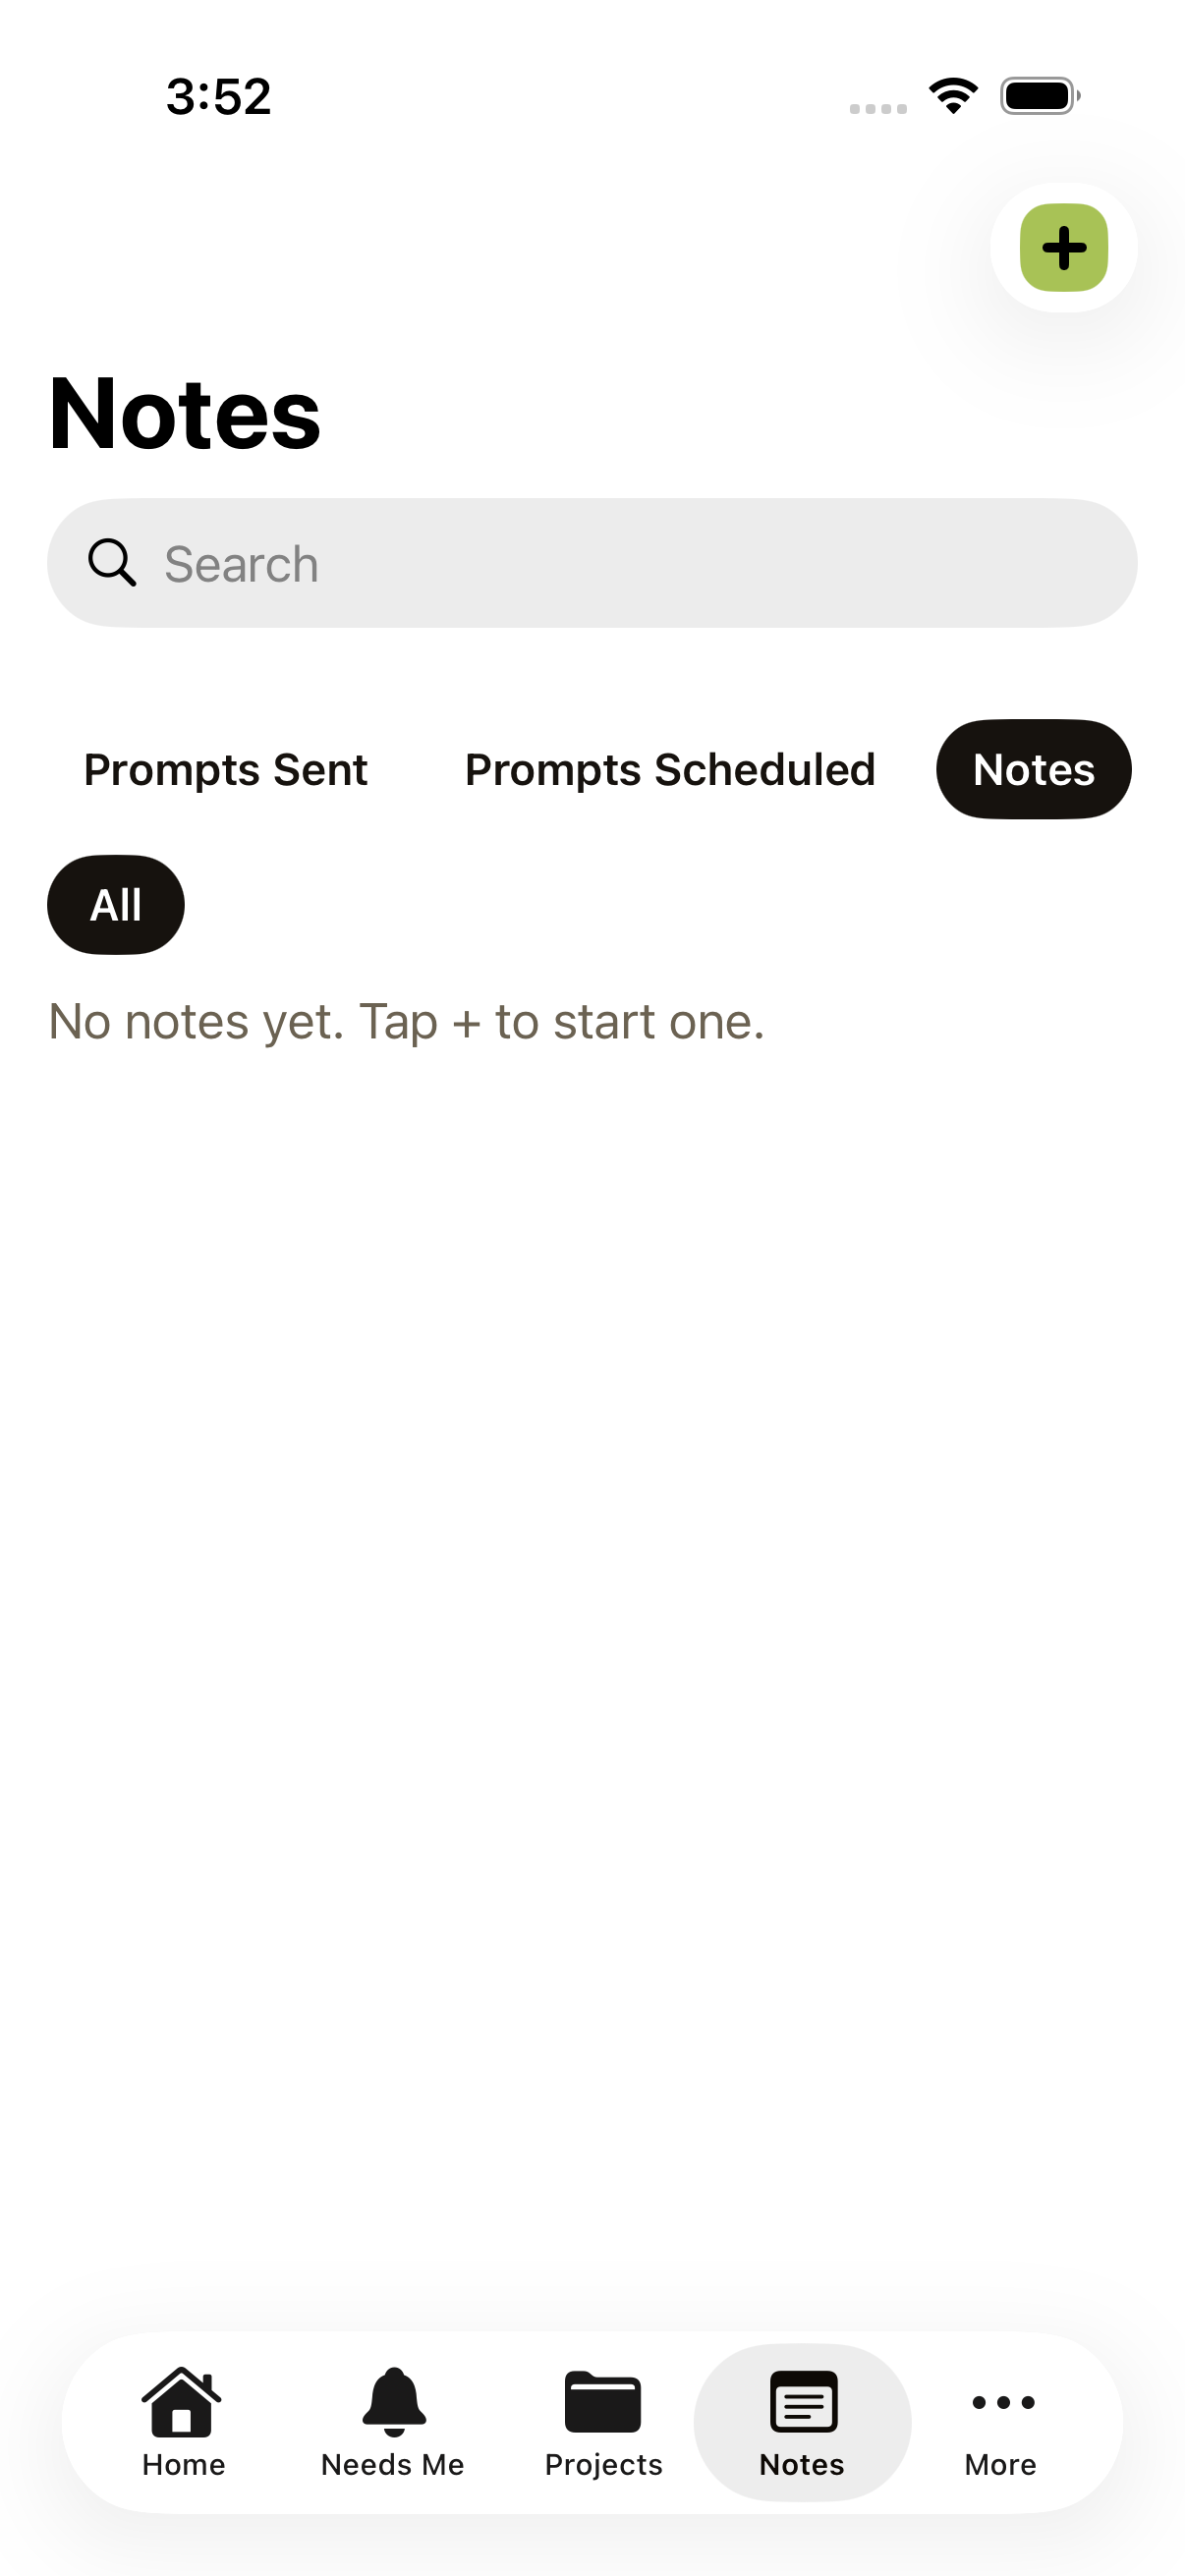 3:52
Notes
Search
Prompts Sent Prompts Scheduled Notes
All
No notes yet. Tap + to start one.
Home Needs Me Projects Notes More